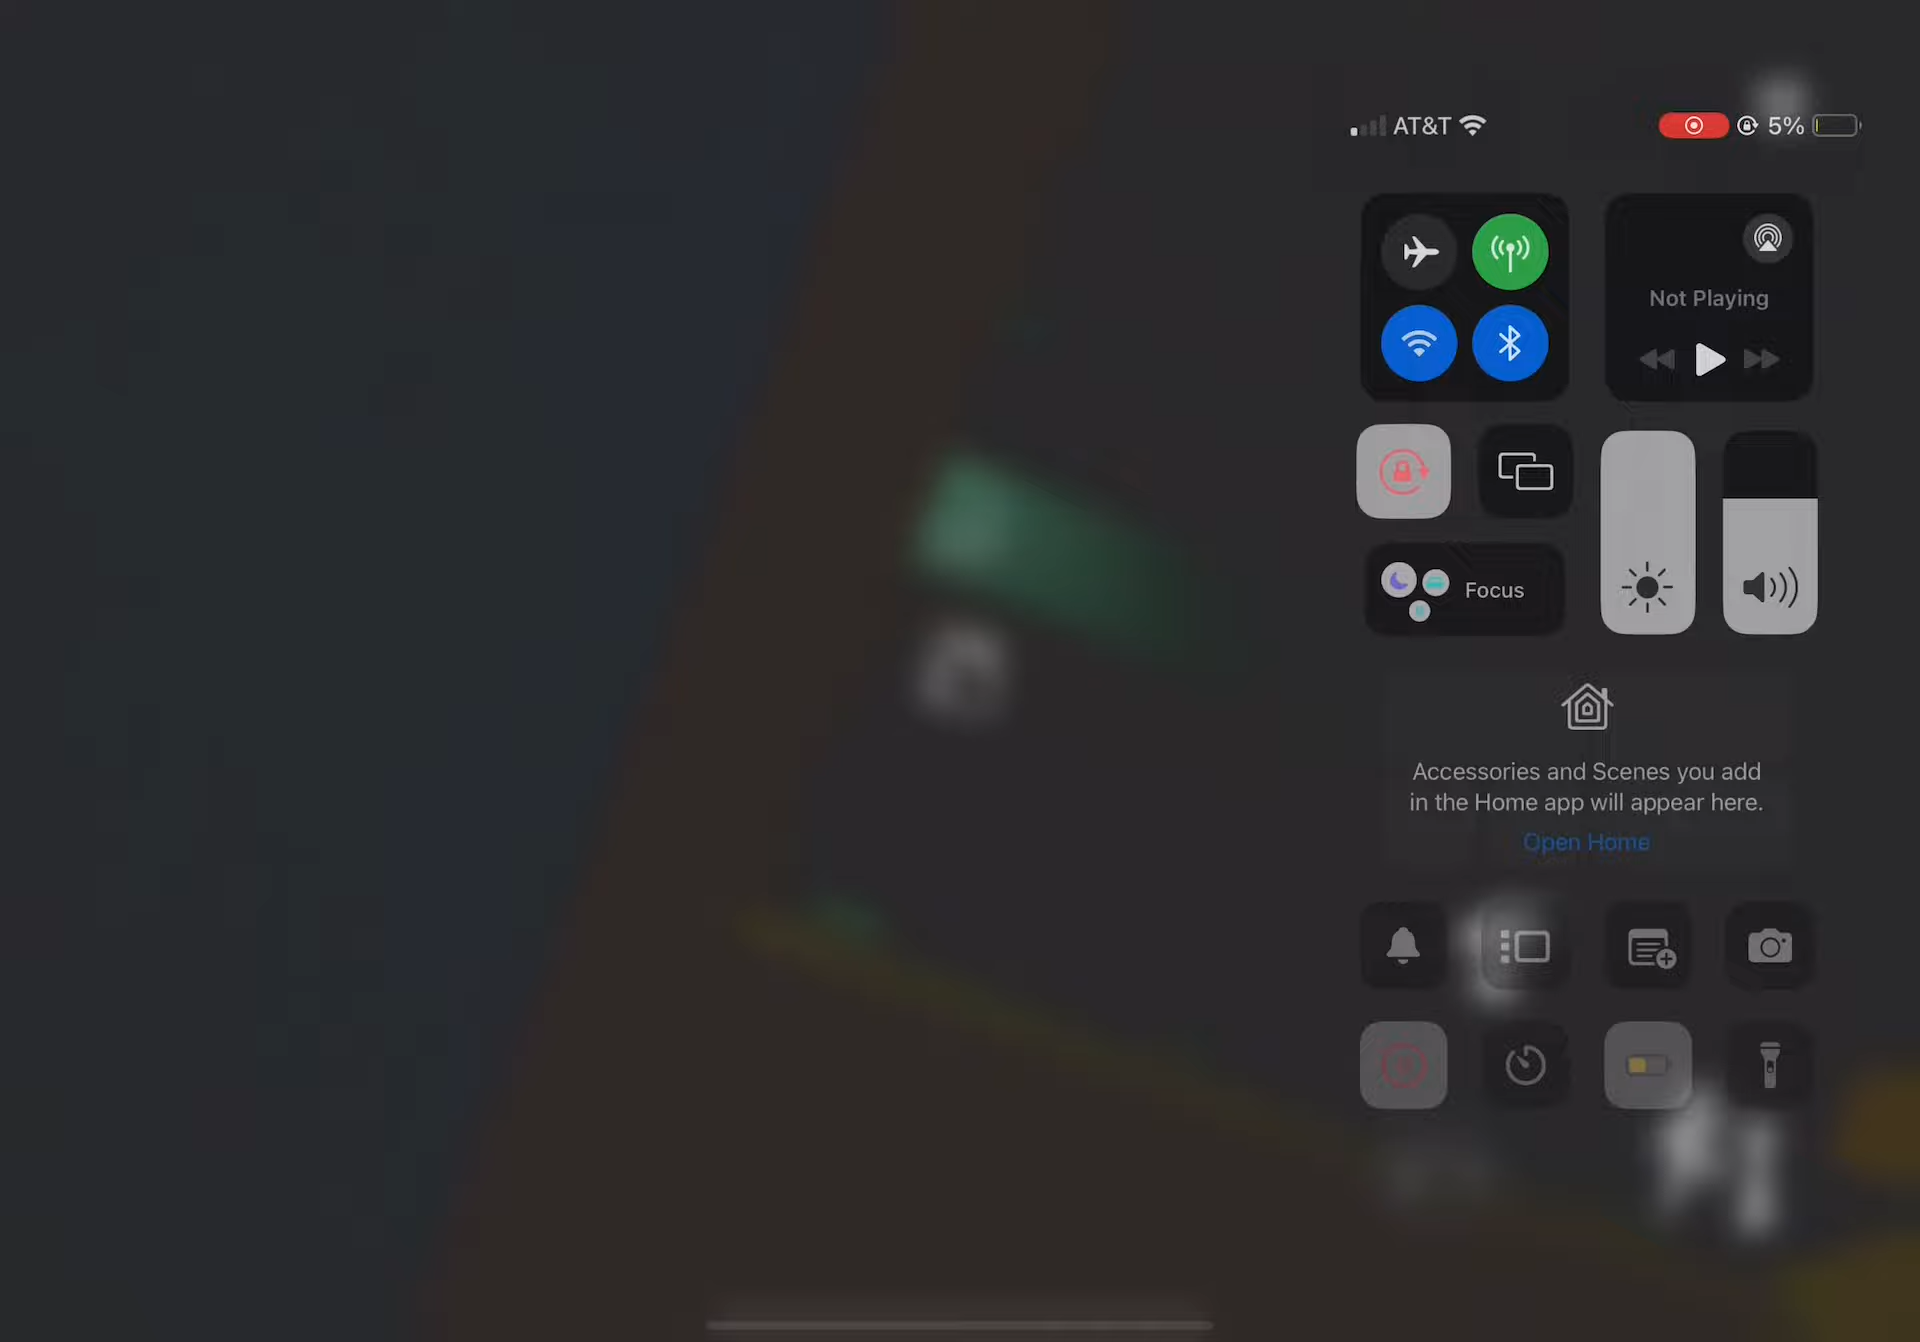 AT&T
5%
Not Playing
Focus
Accessories and Scenes you add
in the Home app will appear here.
Open Home